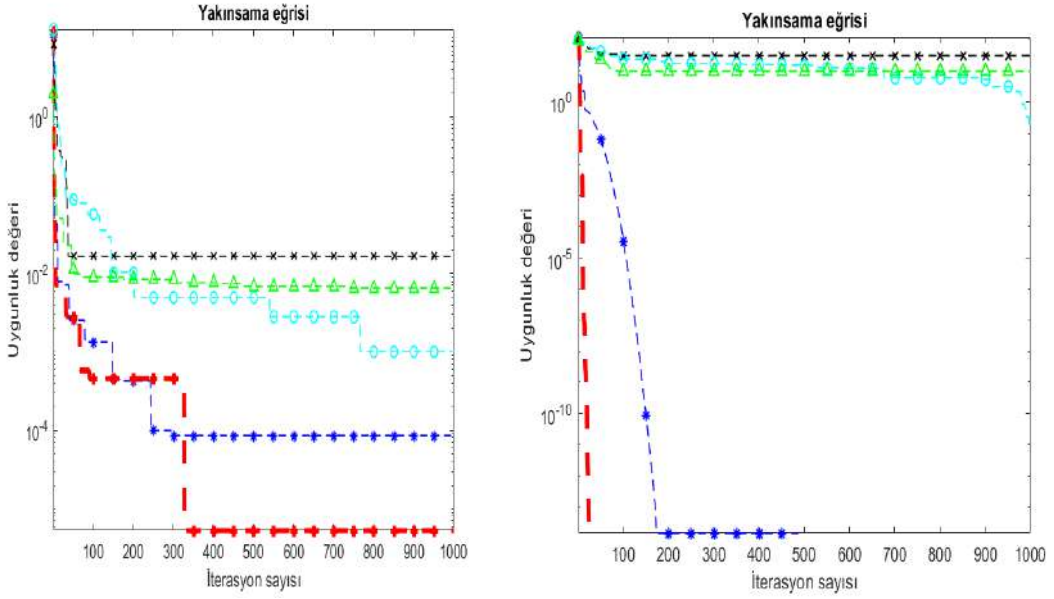 Yakınsama eğrisi
Uygunluk değeri
10^0
10^-2
10^-4
100 200 300 400 500 600 700 800 900 1000
İterasyon sayısı
Yakınsama eğrisi
Uygunluk değeri
10^0
10^-5
10^-10
100 200 300 400 500 600 700 800 900 1000
İterasyon sayısı